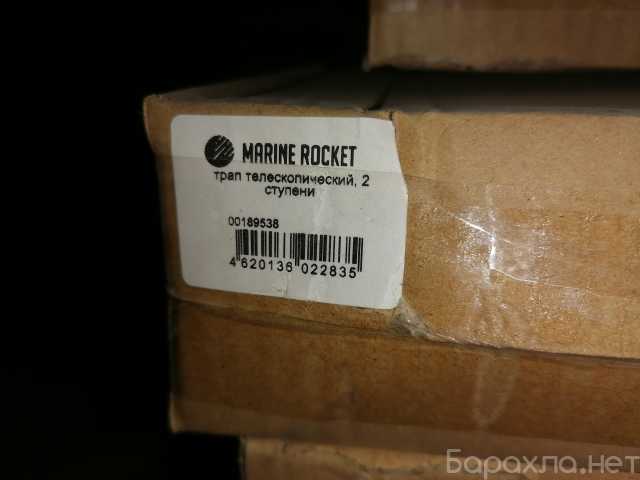 MARINE ROCKET
трап телескопический, 2
ступени
00189538
4 620136 022835
Барахла.нет